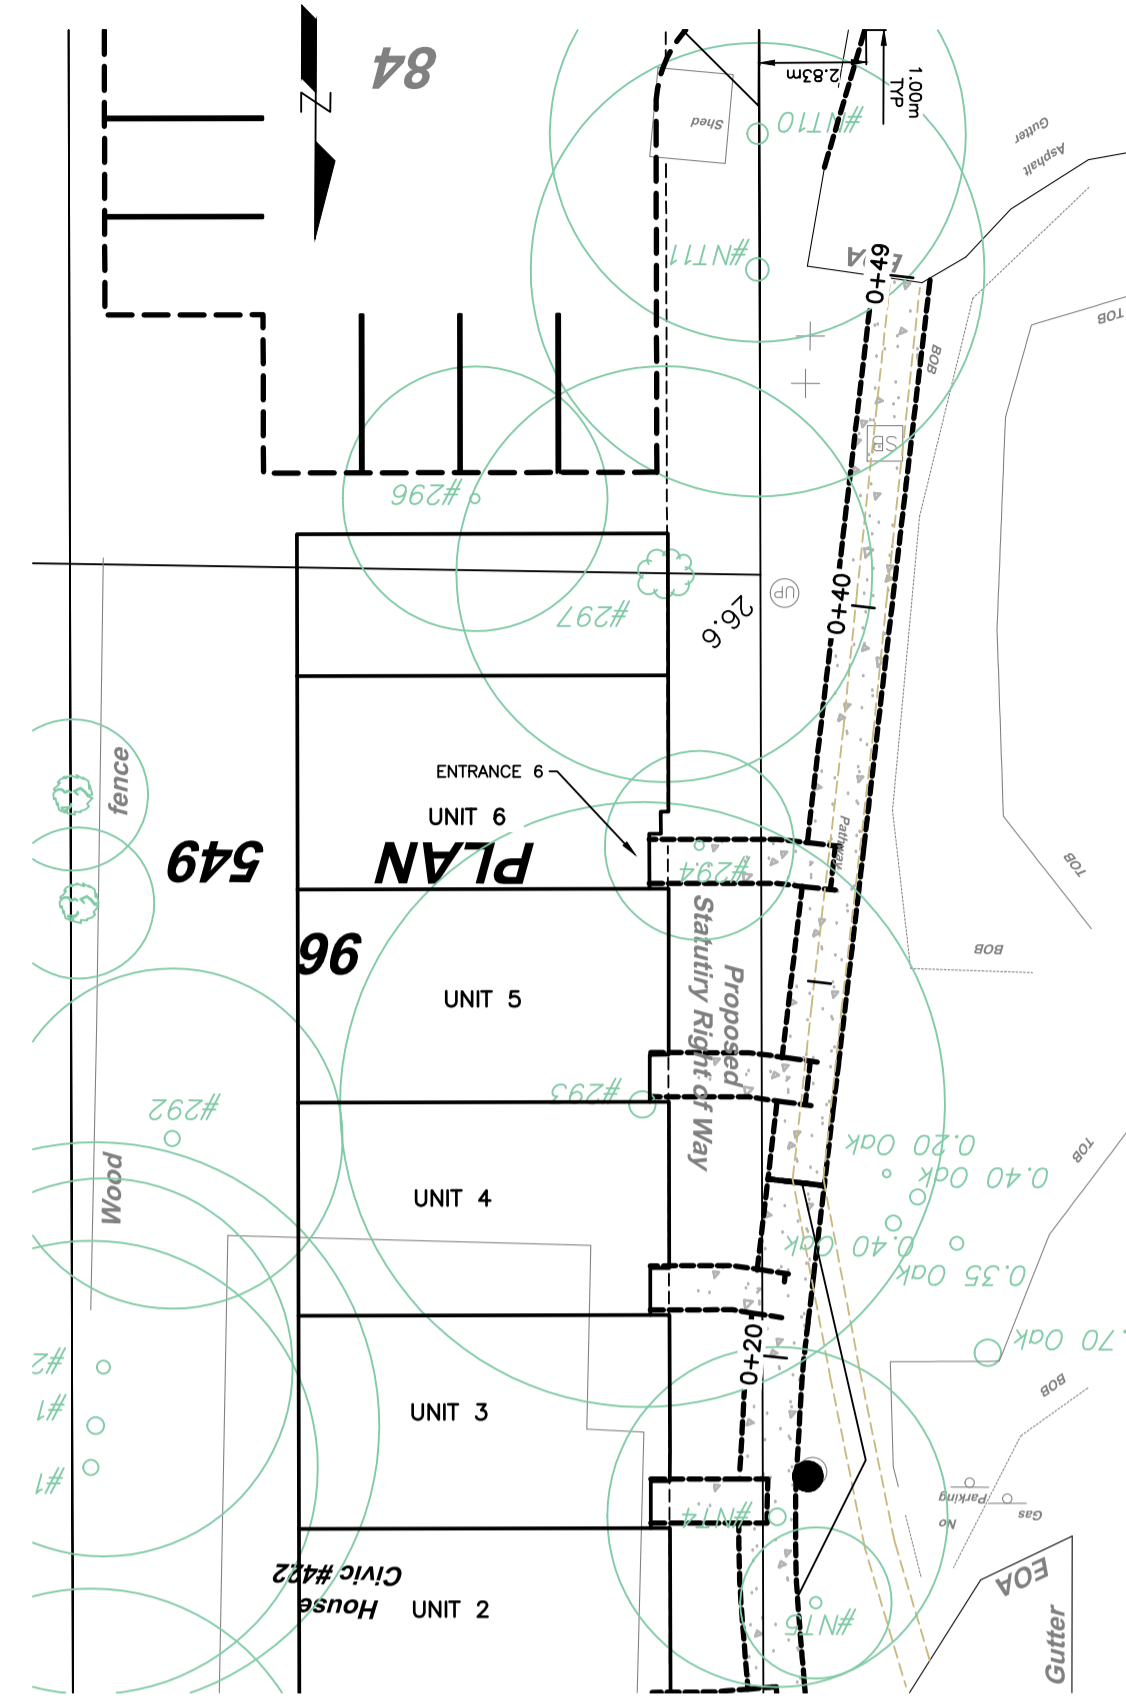 84
N
2.83m
1.00m
TYP
Shed
#NT10
Gutter
Asphalt
#NT11
0+49
TOB
BOB
SB
#296
#297
26.6
UP
0+40
fence
ENTRANCE 6
UNIT 6
Pathway
549
PLAN
#294
TOB
96
UNIT 5
Proposed
Statutiry Right of Way
BOB
#293
#292
Wood
UNIT 4
0.20 Oak
0.40 Oak
TOB
0.40 Oak
0.35 Oak
0+20
.70 Oak
#2
#1
#1
UNIT 3
BOB
No
Parking
Gas
#NT4
House
Civic #422
UNIT 2
#NT5
EOA
Gutter